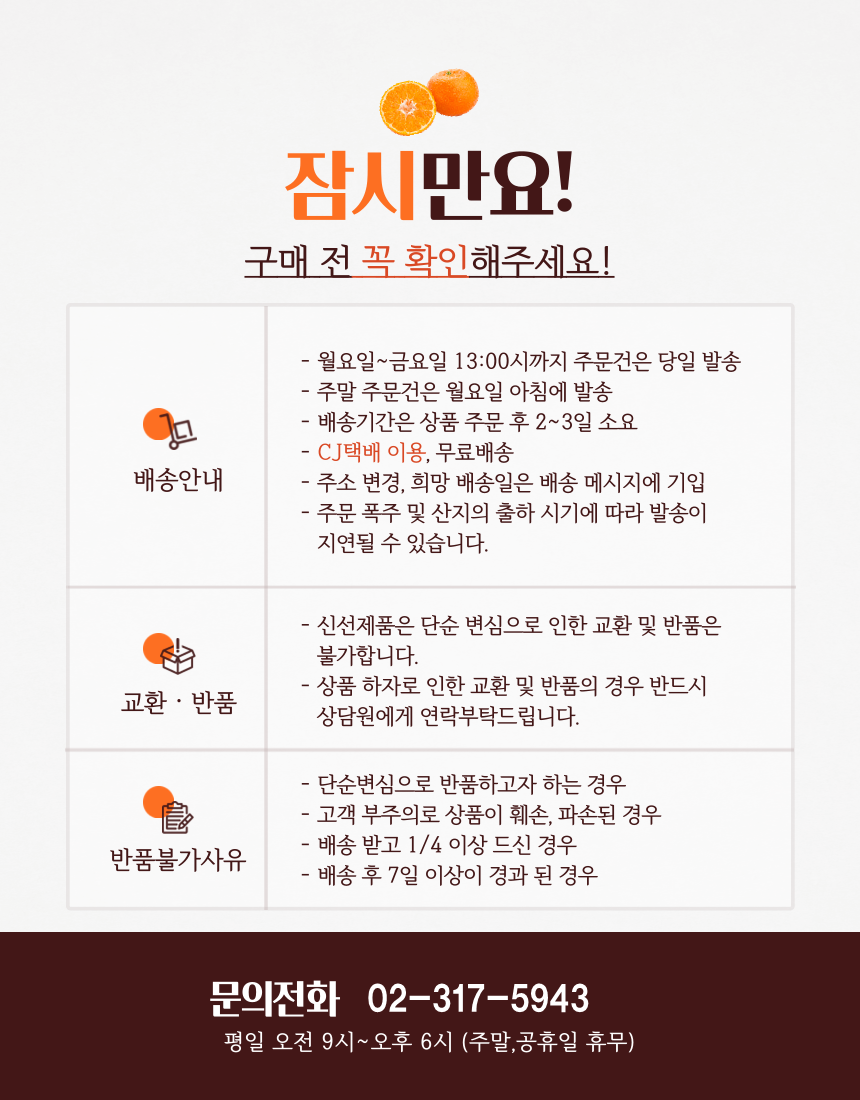 잠시만요!
구매 전 꼭 확인해주세요!
배송안내
- 월요일~금요일 13:00시까지 주문건은 당일 발송
- 주말 주문건은 월요일 아침에 발송
- 배송기간은 상품 주문 후 2~3일 소요
- CJ택배 이용, 무료배송
- 주소 변경, 희망 배송일은 배송 메시지에 기입
- 주문 폭주 및 산지의 출하 시기에 따라 발송이
지연될 수 있습니다.
교환 · 반품
- 신선제품은 단순 변심으로 인한 교환 및 반품은
불가합니다.
- 상품 하자로 인한 교환 및 반품의 경우 반드시
상담원에게 연락부탁드립니다.
반품불가사유
- 단순변심으로 반품하고자 하는 경우
- 고객 부주의로 상품이 훼손, 파손된 경우
- 배송 받고 1/4 이상 드신 경우
- 배송 후 7일 이상이 경과 된 경우
문의전화 02-317-5943
평일 오전 9시~오후 6시 (주말,공휴일 휴무)